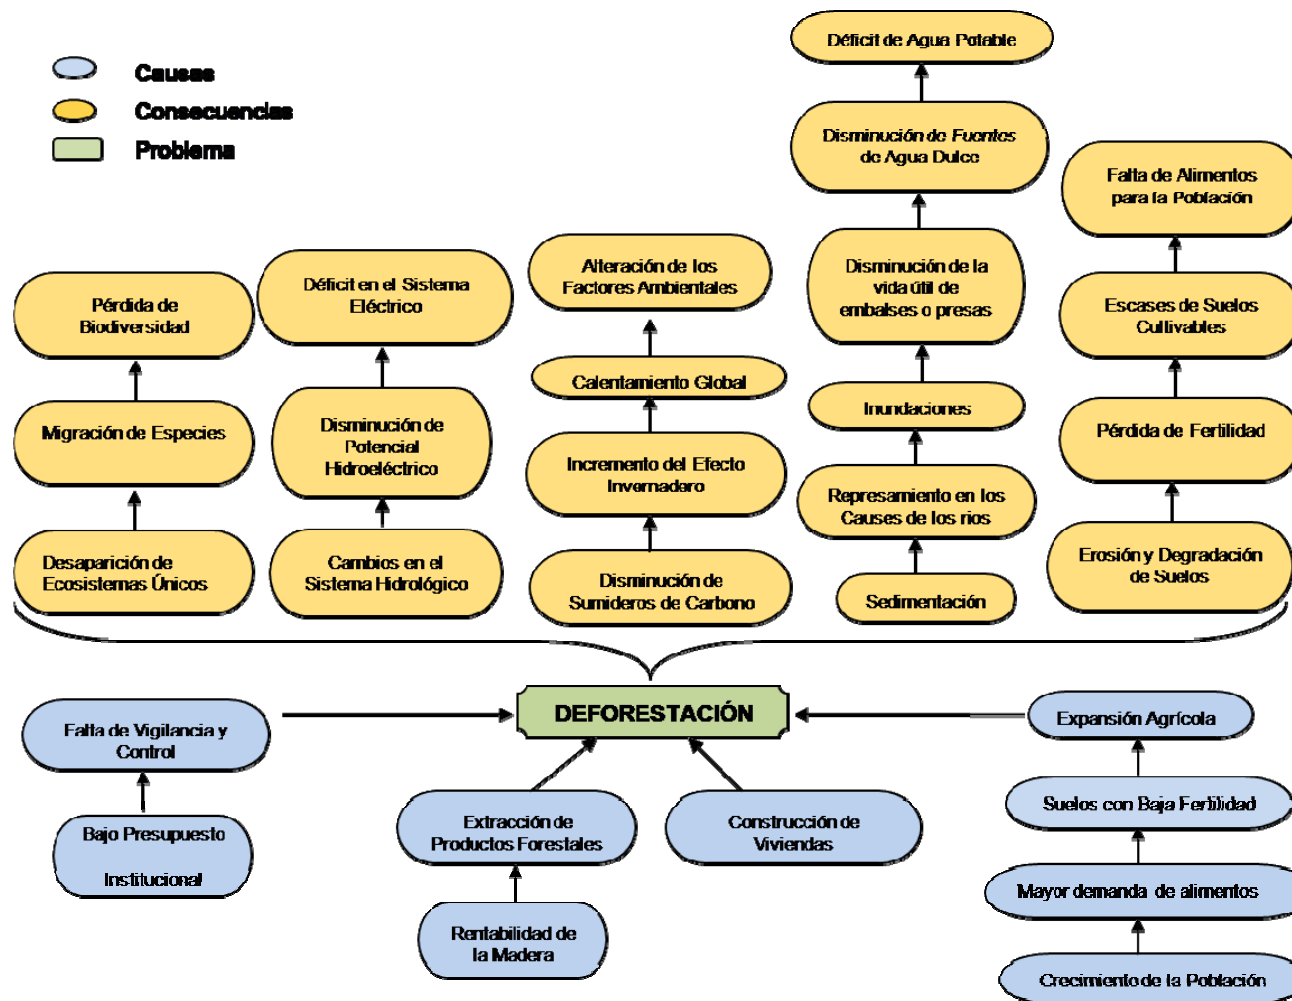 Causas
Consecuencias
Problema
Déficit de Agua Potable
Disminución de Fuentes
de Agua Dulce
Falta de Alimentos
para la Población
Pérdida de
Biodiversidad
Déficit en el Sistema
Eléctrico
Alteración de los
Factores Ambientales
Disminución de la
vida útil de
embalses o presas
Escases de Suelos
Cultivables
Calentamiento Global
Inundaciones
Migración de Especies
Disminución de
Potencial
Hidroeléctrico
Incremento del Efecto
Invernadero
Represamiento en los
Causes de los rios
Pérdida de Fertilidad
Desaparición de
Ecosistemas Únicos
Cambios en el
Sistema Hidrológico
Disminución de
Sumideros de Carbono
Sedimentación
Erosión y Degradación
de Suelos
DEFORESTACIÓN
Falta de Vigilancia y
Control
Expansión Agrícola
Bajo Presupuesto
Institucional
Extracción de
Productos Forestales
Construcción de
Viviendas
Suelos con Baja Fertilidad
Rentabilidad de
la Madera
Mayor demanda de alimentos
Crecimiento de la Población